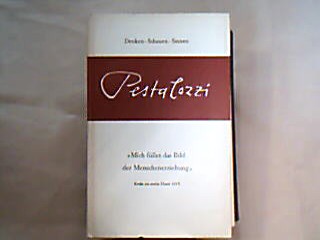 Denken · Schauen · Sinnen
Pestalozzi
»Mich füllet das Bild
der Menschenerziehung«